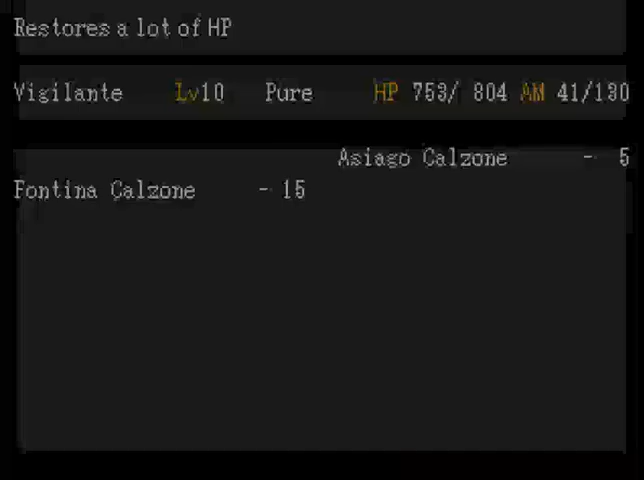 Restores a lot of HP
Vigilante Lv10 Pure HP 753/ 804 AM 41/130
Asiago Calzone - 5
Fontina Calzone - 15